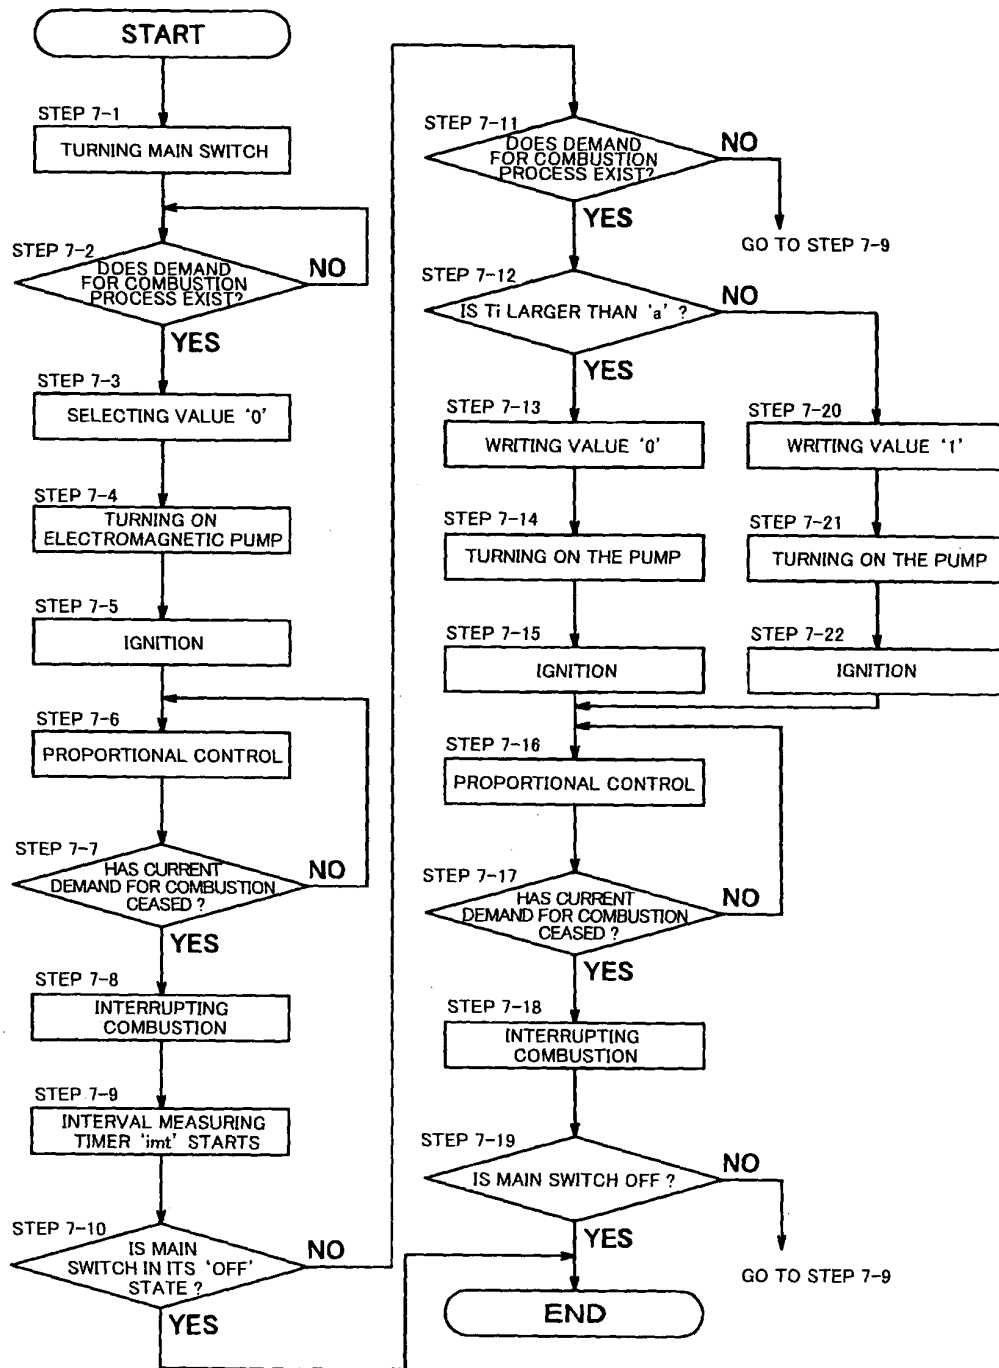 START
STEP 7-1
TURNING MAIN SWITCH
STEP 7-2
DOES DEMAND
FOR COMBUSTION
PROCESS EXIST?
NO
YES
STEP 7-3
SELECTING VALUE '0'
STEP 7-4
TURNING ON
ELECTROMAGNETIC PUMP
STEP 7-5
IGNITION
STEP 7-6
PROPORTIONAL CONTROL
STEP 7-7
HAS CURRENT
DEMAND FOR COMBUSTION
CEASED ?
NO
YES
STEP 7-8
INTERRUPTING
COMBUSTION
STEP 7-9
INTERVAL MEASURING
TIMER 'imt' STARTS
STEP 7-10
IS MAIN
SWITCH IN ITS 'OFF'
STATE ?
NO
YES
STEP 7-11
DOES DEMAND
FOR COMBUSTION
PROCESS EXIST?
NO
YES
GO TO STEP 7-9
STEP 7-12
IS Ti LARGER THAN 'a' ?
NO
YES
STEP 7-13
WRITING VALUE '0'
STEP 7-14
TURNING ON THE PUMP
STEP 7-15
IGNITION
STEP 7-20
WRITING VALUE '1'
STEP 7-21
TURNING ON THE PUMP
STEP 7-22
IGNITION
STEP 7-16
PROPORTIONAL CONTROL
STEP 7-17
HAS CURRENT
DEMAND FOR COMBUSTION
CEASED ?
NO
YES
STEP 7-18
INTERRUPTING
COMBUSTION
STEP 7-19
IS MAIN SWITCH OFF ?
NO
YES
GO TO STEP 7-9
END